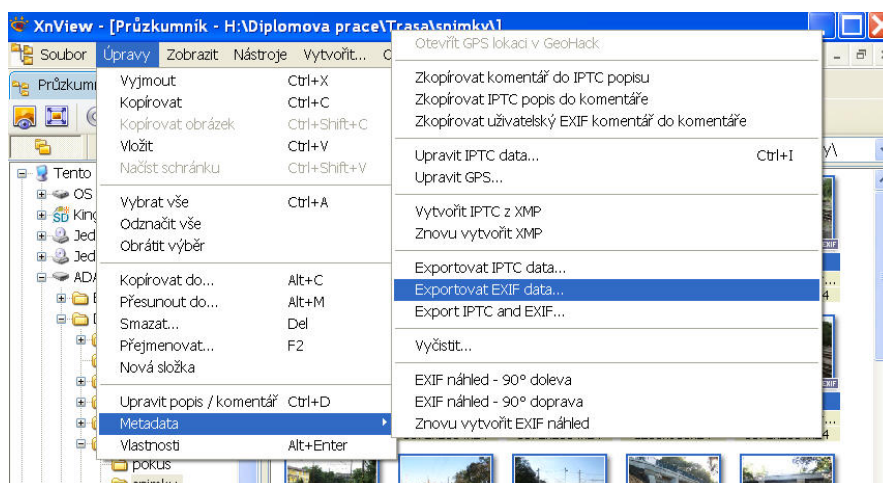 XnView - [Průzkumník - H:\Diplomova prace\Trasa\snimky\]
Soubor Úpravy Zobrazit Nástroje Vytvořit...
Vyjmout Ctrl+X
Kopírovat Ctrl+C
Kopírovat obrázek Ctrl+Shift+C
Vložit Ctrl+V
Načíst schránku Ctrl+Shift+V
Vybrat vše Ctrl+A
Odznačit vše
Obrátit výběr
Kopírovat do... Alt+C
Přesunout do... Alt+M
Smazat... Del
Přejmenovat... F2
Nová složka
Upravit popis / komentář Ctrl+D
Metadata
Vlastnosti Alt+Enter
Otevřít GPS lokaci v GeoHack
Zkopírovat komentář do IPTC popisu
Zkopírovat IPTC popis do komentáře
Zkopírovat uživatelský EXIF komentář do komentáře
Upravit IPTC data... Ctrl+I
Upravit GPS...
Vytvořit IPTC z XMP
Znovu vytvořit XMP
Exportovat IPTC data...
Exportovat EXIF data...
Export IPTC and EXIF...
Vyčistit...
EXIF náhled - 90° doleva
EXIF náhled - 90° doprava
Znovu vytvořit EXIF náhled
Tento
OS
pokus